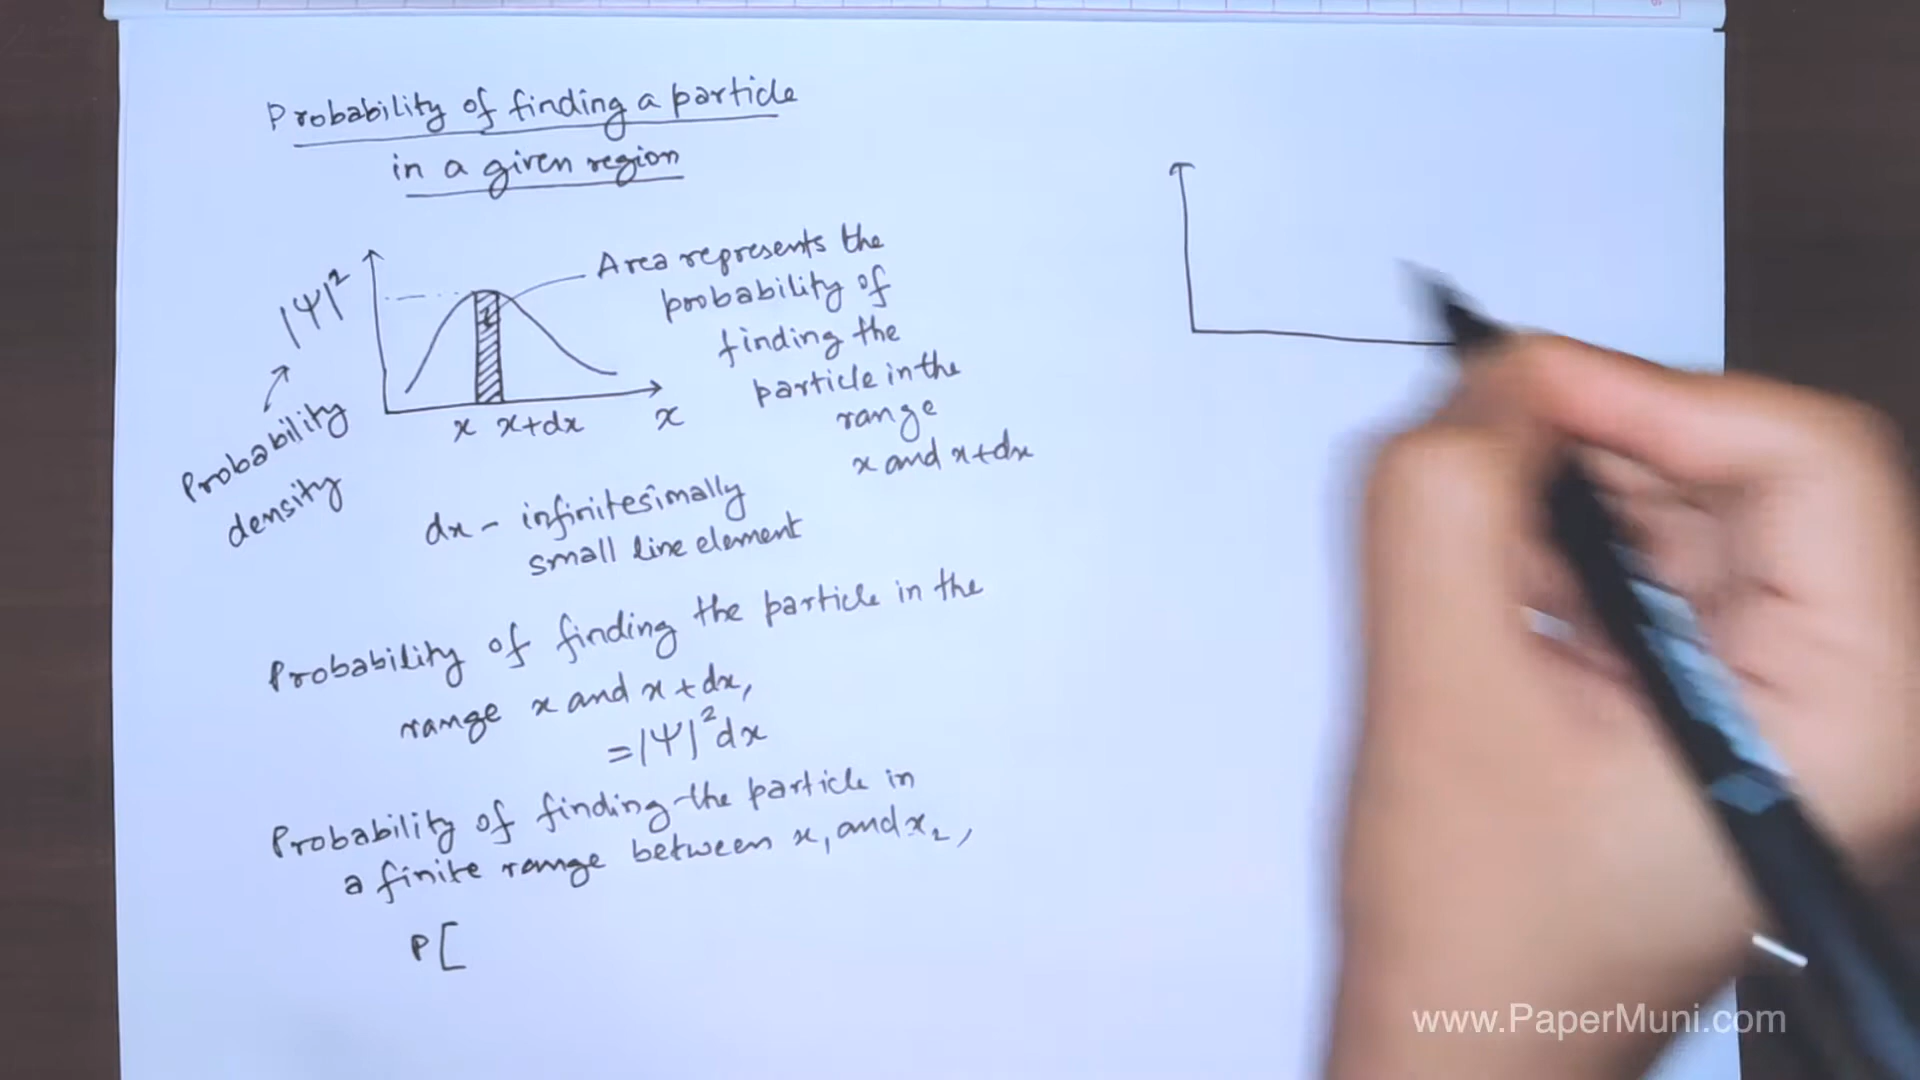 Probability of finding a particle
in a given region
|Ψ|²
Probability
density
x x+dx x
Area represents the
probability of
finding the
particle in the
range
x and x+dx
dx - infinitesimally
small line element
Probability of finding the particle in the
range x and x+dx,
=|Ψ|²dx
Probability of finding the particle in
a finite range between x₁ and x₂,
P[
www.PaperMuni.com